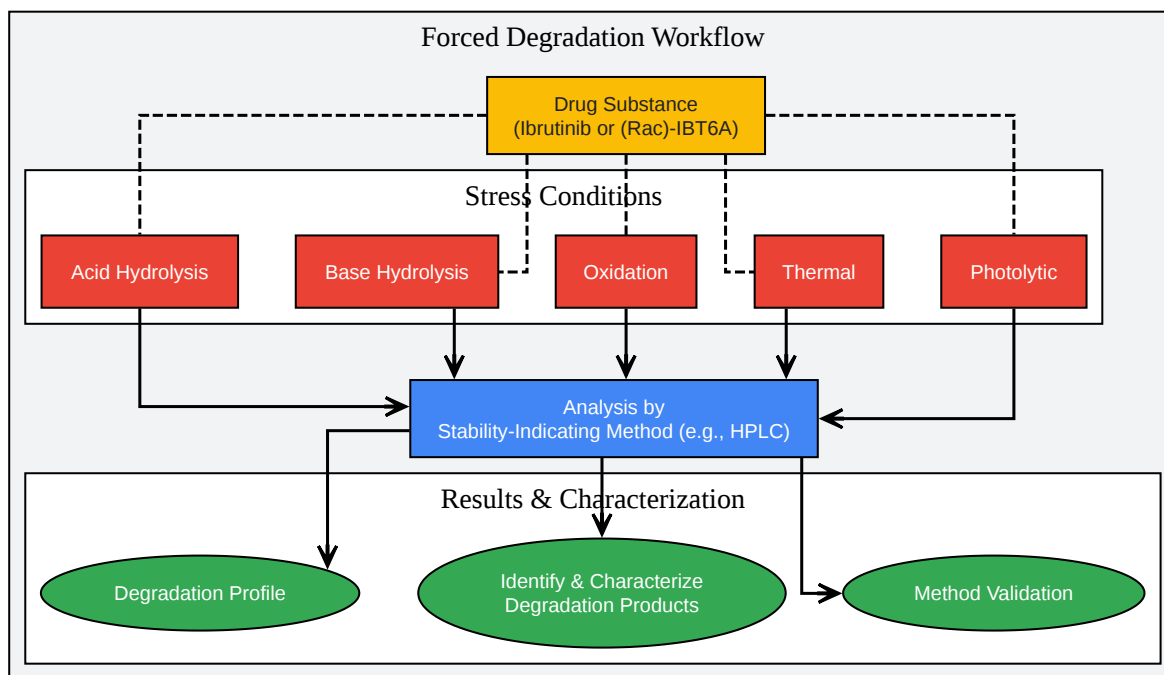 Forced Degradation Workflow
Drug Substance
(Ibrutinib or (Rac)-IBT6A)
Stress Conditions
Acid Hydrolysis
Base Hydrolysis
Oxidation
Thermal
Photolytic
Analysis by
Stability-Indicating Method (e.g., HPLC)
Results & Characterization
Degradation Profile
Identify & Characterize
Degradation Products
Method Validation